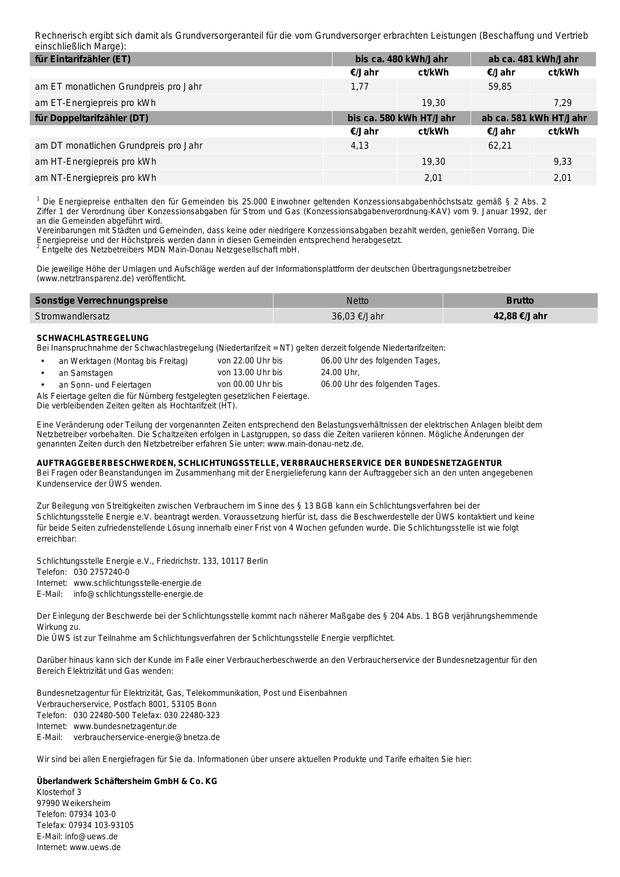 Rechnerisch ergibt sich damit als Grundversorgeranteil für die vom Grundversorger erbrachten Leistungen (Beschaffung und Vertrieb
einschließlich Marge):
für Eintarifzähler (ET) bis ca. 480 kWh/Jahr ab ca. 481 kWh/Jahr
€/Jahr ct/kWh €/Jahr ct/kWh
am ET monatlichen Grundpreis pro Jahr 1,77 59,85
am ET-Energiepreis pro kWh 19,30 7,29
für Doppeltarifzähler (DT) bis ca. 580 kWh HT/Jahr ab ca. 581 kWh HT/Jahr
€/Jahr ct/kWh €/Jahr ct/kWh
am DT monatlichen Grundpreis pro Jahr 4,13 62,21
am HT-Energiepreis pro kWh 19,30 9,33
am NT-Energiepreis pro kWh 2,01 2,01
1 Die Energiepreise enthalten den für Gemeinden bis 25.000 Einwohner geltenden Konzessionsabgabenhöchstsatz gemäß § 2 Abs. 2
Ziffer 1 der Verordnung über Konzessionsabgaben für Strom und Gas (Konzessionsabgabenverordnung-KAV) vom 9. Januar 1992, der
an die Gemeinden abgeführt wird.
Vereinbarungen mit Städten und Gemeinden, dass keine oder niedrigere Konzessionsabgaben bezahlt werden, genießen Vorrang. Die
Energiepreise und der Höchstpreis werden dann in diesen Gemeinden entsprechend herabgesetzt.
2 Entgelte des Netzbetreibers MDN Main-Donau Netzgesellschaft mbH.
Die jeweilige Höhe der Umlagen und Aufschläge werden auf der Informationsplattform der deutschen Übertragungsnetzbetreiber
(www.netztransparenz.de) veröffentlicht.
Sonstige Verrechnungspreise Netto Brutto
Stromwandlersatz 36,03 €/Jahr 42,88 €/Jahr
SCHWACHLASTREGELUNG
Bei Inanspruchnahme der Schwachlastregelung (Niedertarifzeit = NT) gelten derzeit folgende Niedertarifzeiten:
• an Werktagen (Montag bis Freitag) von 22.00 Uhr bis 06.00 Uhr des folgenden Tages,
• an Samstagen von 13.00 Uhr bis 24.00 Uhr,
• an Sonn- und Feiertagen von 00.00 Uhr bis 06.00 Uhr des folgenden Tages.
Als Feiertage gelten die für Nürnberg festgelegten gesetzlichen Feiertage.
Die verbleibenden Zeiten gelten als Hochtarifzeit (HT).
Eine Veränderung oder Teilung der vorgenannten Zeiten entsprechend den Belastungsverhältnissen der elektrischen Anlagen bleibt dem
Netzbetreiber vorbehalten. Die Schaltzeiten erfolgen in Lastgruppen, so dass die Zeiten variieren können. Mögliche Änderungen der
genannten Zeiten durch den Netzbetreiber erfahren Sie unter: www.main-donau-netz.de.
AUFTRAGGEBERBESCHWERDEN, SCHLICHTUNGSSTELLE, VERBRAUCHERSERVICE DER BUNDESNETZAGENTUR
Bei Fragen oder Beanstandungen im Zusammenhang mit der Energielieferung kann der Auftraggeber sich an den unten angegebenen
Kundenservice der ÜWS wenden.
Zur Beilegung von Streitigkeiten zwischen Verbrauchern im Sinne des § 13 BGB kann ein Schlichtungsverfahren bei der
Schlichtungsstelle Energie e.V. beantragt werden. Voraussetzung hierfür ist, dass die Beschwerdestelle der ÜWS kontaktiert und keine
für beide Seiten zufriedenstellende Lösung innerhalb einer Frist von 4 Wochen gefunden wurde. Die Schlichtungsstelle ist wie folgt
erreichbar:
Schlichtungsstelle Energie e.V., Friedrichstr. 133, 10117 Berlin
Telefon: 030 2757240-0
Internet: www.schlichtungsstelle-energie.de
E-Mail: info@schlichtungsstelle-energie.de
Der Einlegung der Beschwerde bei der Schlichtungsstelle kommt nach näherer Maßgabe des § 204 Abs. 1 BGB verjährungshemmende
Wirkung zu.
Die ÜWS ist zur Teilnahme am Schlichtungsverfahren der Schlichtungsstelle Energie verpflichtet.
Darüber hinaus kann sich der Kunde im Falle einer Verbraucherbeschwerde an den Verbraucherservice der Bundesnetzagentur für den
Bereich Elektrizität und Gas wenden:
Bundesnetzagentur für Elektrizität, Gas, Telekommunikation, Post und Eisenbahnen
Verbraucherservice, Postfach 8001, 53105 Bonn
Telefon: 030 22480-500 Telefax: 030 22480-323
Internet: www.bundesnetzagentur.de
E-Mail: verbraucherservice-energie@bnetza.de
Wir sind bei allen Energiefragen für Sie da. Informationen über unsere aktuellen Produkte und Tarife erhalten Sie hier:
Überlandwerk Schäftersheim GmbH & Co. KG
Klosterhof 3
97990 Weikersheim
Telefon: 07934 103-0
Telefax: 07934 103-93105
E-Mail: info@uews.de
Internet: www.uews.de